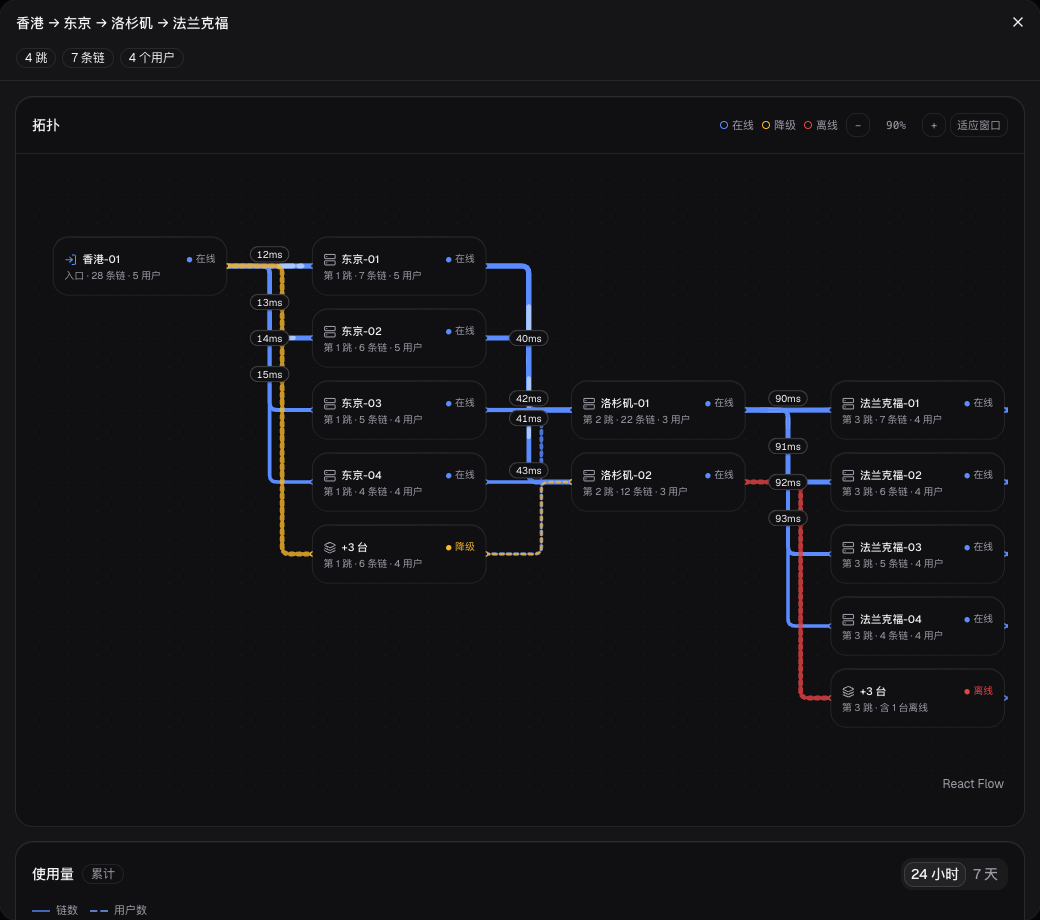 香港 → 东京 → 洛杉矶 → 法兰克福
4 跳
7 条链
4 个用户
拓扑
在线
降级
离线
−
90%
+
适应窗口
香港-01
在线
入口 · 28 条链 · 5 用户
12ms
13ms
14ms
15ms
东京-01
在线
第 1 跳 · 7 条链 · 5 用户
东京-02
在线
第 1 跳 · 6 条链 · 5 用户
东京-03
在线
第 1 跳 · 5 条链 · 4 用户
东京-04
在线
第 1 跳 · 4 条链 · 4 用户
+3 台
降级
第 1 跳 · 6 条链 · 4 用户
40ms
42ms
41ms
43ms
洛杉矶-01
在线
第 2 跳 · 22 条链 · 3 用户
洛杉矶-02
在线
第 2 跳 · 12 条链 · 3 用户
90ms
91ms
92ms
93ms
法兰克福-01
在线
第 3 跳 · 7 条链 · 4 用户
法兰克福-02
在线
第 3 跳 · 6 条链 · 4 用户
法兰克福-03
在线
第 3 跳 · 5 条链 · 4 用户
法兰克福-04
在线
第 3 跳 · 4 条链 · 4 用户
+3 台
离线
第 3 跳 · 含 1 台离线
React Flow
使用量
累计
24 小时
7 天
链数
用户数